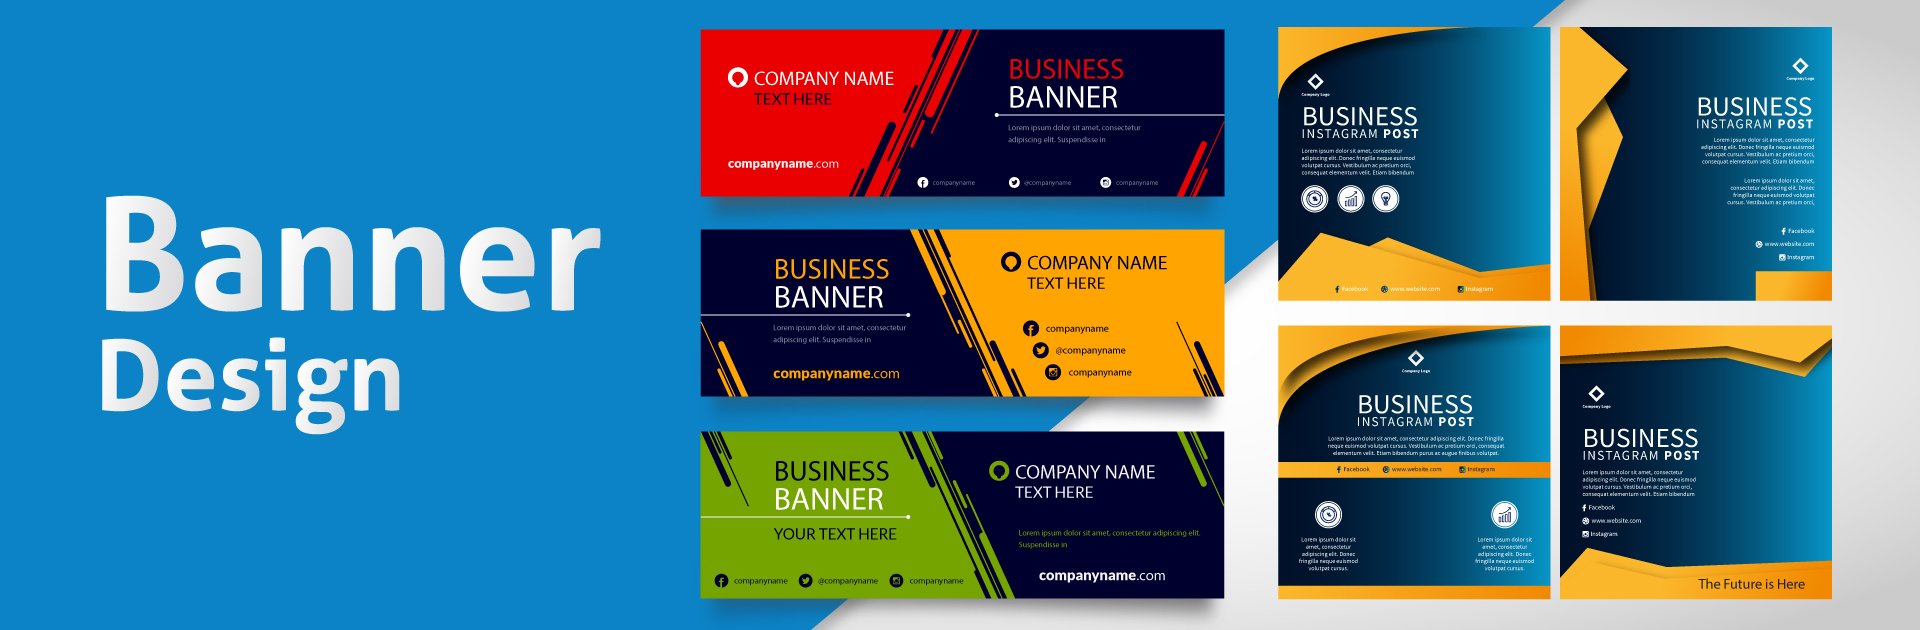 Banner
Design
COMPANY NAME
TEXT HERE
companyname.com
BUSINESS
BANNER
Lorem ipsum dolor sit amet, consectetur
adipiscing elit. Suspendisse in
companyname
@companyname
companyname
BUSINESS
BANNER
Lorem ipsum dolor sit amet, consectetur
adipiscing elit. Suspendisse in
companyname.com
COMPANY NAME
TEXT HERE
companyname
@companyname
companyname
BUSINESS
BANNER
YOUR TEXT HERE
companyname
@companyname
companyname
COMPANY NAME
TEXT HERE
Lorem ipsum dolor sit amet, consectetur adipiscing elit.
Suspendisse in
companyname.com
Company Logo
BUSINESS
INSTAGRAM POST
Lorem ipsum dolor sit amet, consectetur
adipiscing elit. Donec fringilla neque euismod
volutpat cursus. Vestibulum ac pretium orci,
consequat elementum velit. Etiam bibendum
Facebook
www.website.com
Instagram
Company Logo
BUSINESS
INSTAGRAM POST
Lorem ipsum dolor sit amet, consectetur
adipiscing elit. Donec fringilla neque euismod
volutpat cursus. Vestibulum ac pretium orci,
consequat elementum velit. Etiam bibendum
Lorem ipsum dolor sit amet,
consectetur adipiscing elit. Donec
fringilla neque euismod volutpat
cursus. Vestibulum ac pretium orci,
Facebook
www.website.com
Instagram
Company Logo
BUSINESS
INSTAGRAM POST
Lorem ipsum dolor sit amet, consectetur adipiscing elit. Donec fringilla
neque euismod volutpat cursus. Vestibulum ac pretium orci, consequat
elementum velit. Etiam bibendum purus ac augue finibus volutpat.
Facebook
www.website.com
Instagram
Lorem ipsum dolor sit
amet, consectetur
adipiscing elit. Donec
fringilla neque euismod
volutpat cursus.
Lorem ipsum dolor sit
amet, consectetur
adipiscing elit. Donec
fringilla neque euismod
volutpat cursus.
Company Logo
BUSINESS
INSTAGRAM POST
Lorem ipsum dolor sit amet, consectetur
adipiscing elit. Donec fringilla neque euismod
volutpat cursus. Vestibulum ac pretium orci,
consequat elementum velit. Etiam bibendum
Facebook
www.website.com
Instagram
The Future is Here